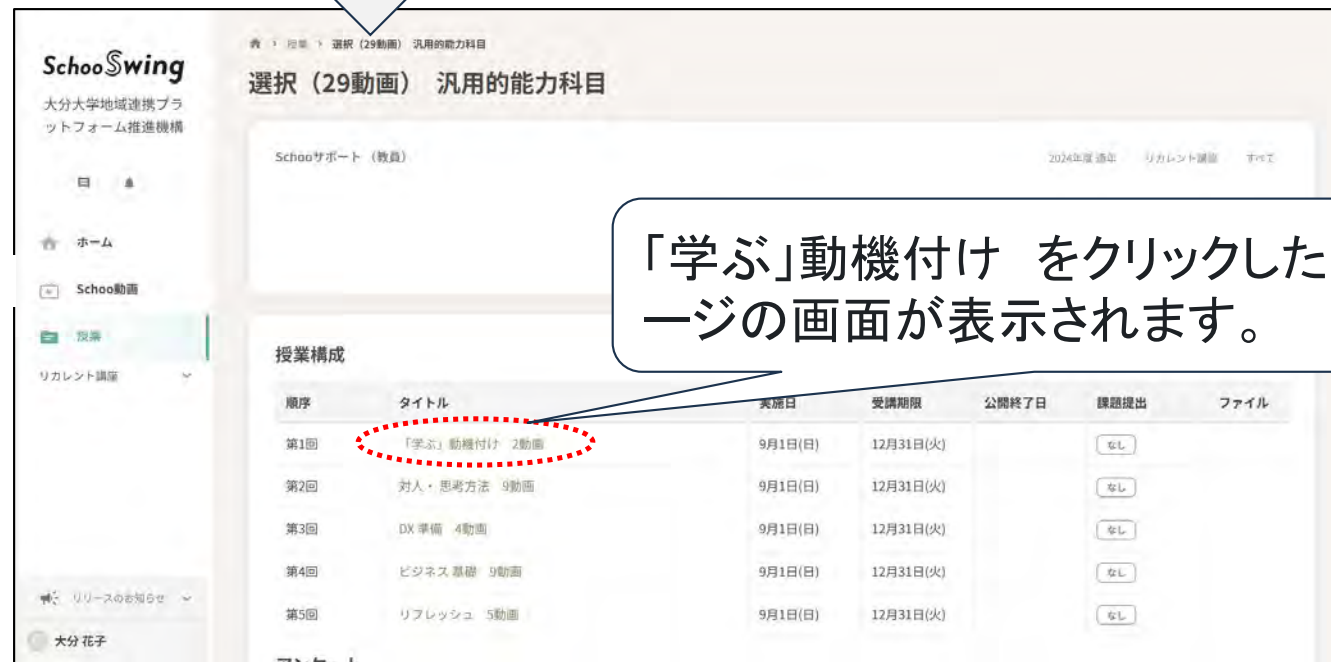 SchooSwing
大分大学地域連携プラ
ットフォーム推進機構
ホーム
Schoo動画
授業
リカレント講座
リリースのお知らせ
大分 花子
授業 › 選択（29動画） 汎用的能力科目
選択（29動画） 汎用的能力科目
Schooサポート（教員） 2024年度 通年 リカレント講座 すべて
「学ぶ」動機付け をクリックした
ージの画面が表示されます。
授業構成
順序 タイトル 実施日 受講期限 公開終了日 課題提出 ファイル
第1回 「学ぶ」動機付け 2動画 9月1日(日) 12月31日(火) なし
第2回 対人・思考方法 9動画 9月1日(日) 12月31日(火) なし
第3回 DX 準備 4動画 9月1日(日) 12月31日(火) なし
第4回 ビジネス基礎 9動画 9月1日(日) 12月31日(火) なし
第5回 リフレッシュ 5動画 9月1日(日) 12月31日(火) なし